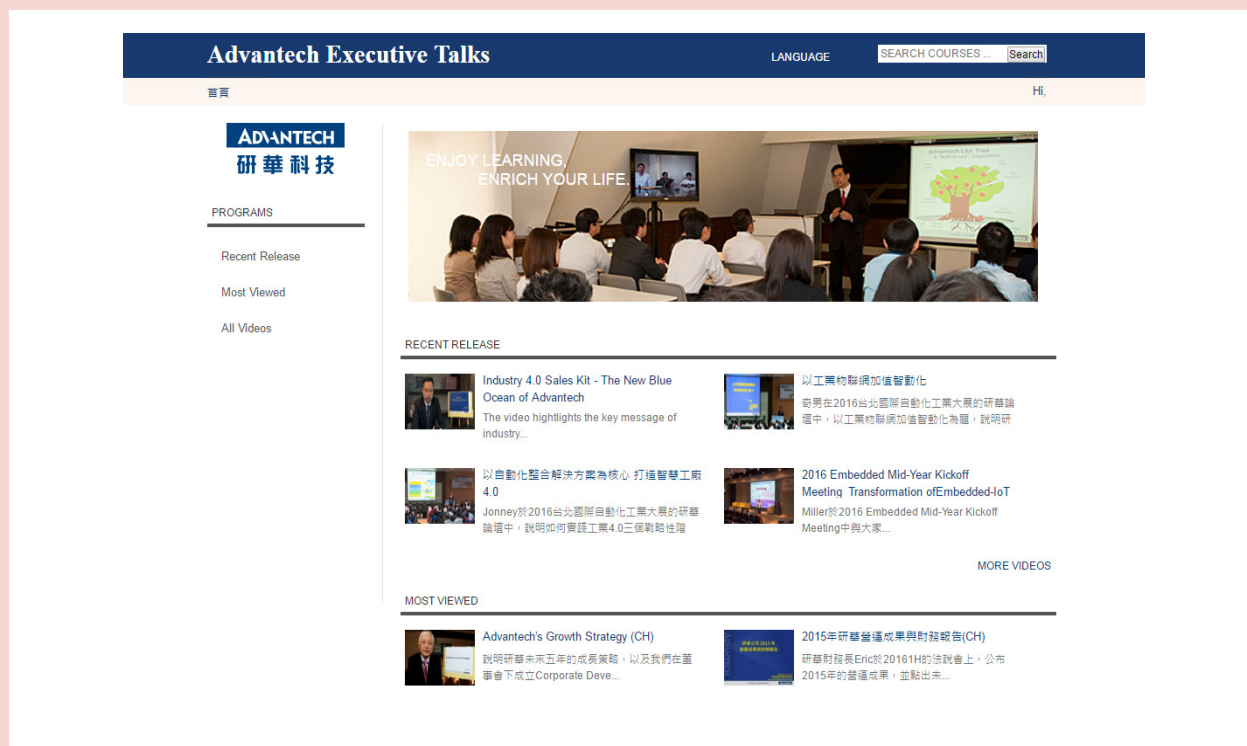 Advantech Executive Talks
LANGUAGE
SEARCH COURSES ...
Search
首頁
Hi,
ADVANTECH
研華科技
PROGRAMS
Recent Release
Most Viewed
All Videos
ENJOY LEARNING,
ENRICH YOUR LIFE.
Advantech Lita Tree
RECENT RELEASE
Industry 4.0 Sales Kit - The New Blue
Ocean of Advantech
The video hightlights the key message of
industry...
以工業物聯網加值智動化
奇男在2016台北國際自動化工業大展的研華論
壇中，以工業物聯網加值智動化為題，說明研
以自動化整合解決方案為核心 打造智慧工廠
4.0
Jonney於2016台北國際自動化工業大展的研華
論壇中，說明如何實踐工業4.0三個戰略性階
2016 Embedded Mid-Year Kickoff
Meeting Transformation ofEmbedded-IoT
Miller於2016 Embedded Mid-Year Kickoff
Meeting中與大家...
MORE VIDEOS
MOST VIEWED
Advantech's Growth Strategy (CH)
說明研華未來五年的成長策略，以及我們在董
事會下成立Corporate Deve...
2015年研華營運成果與財務報告(CH)
研華財務長Eric於20161H的法說會上，公布
2015年的營運成果，並點出未...